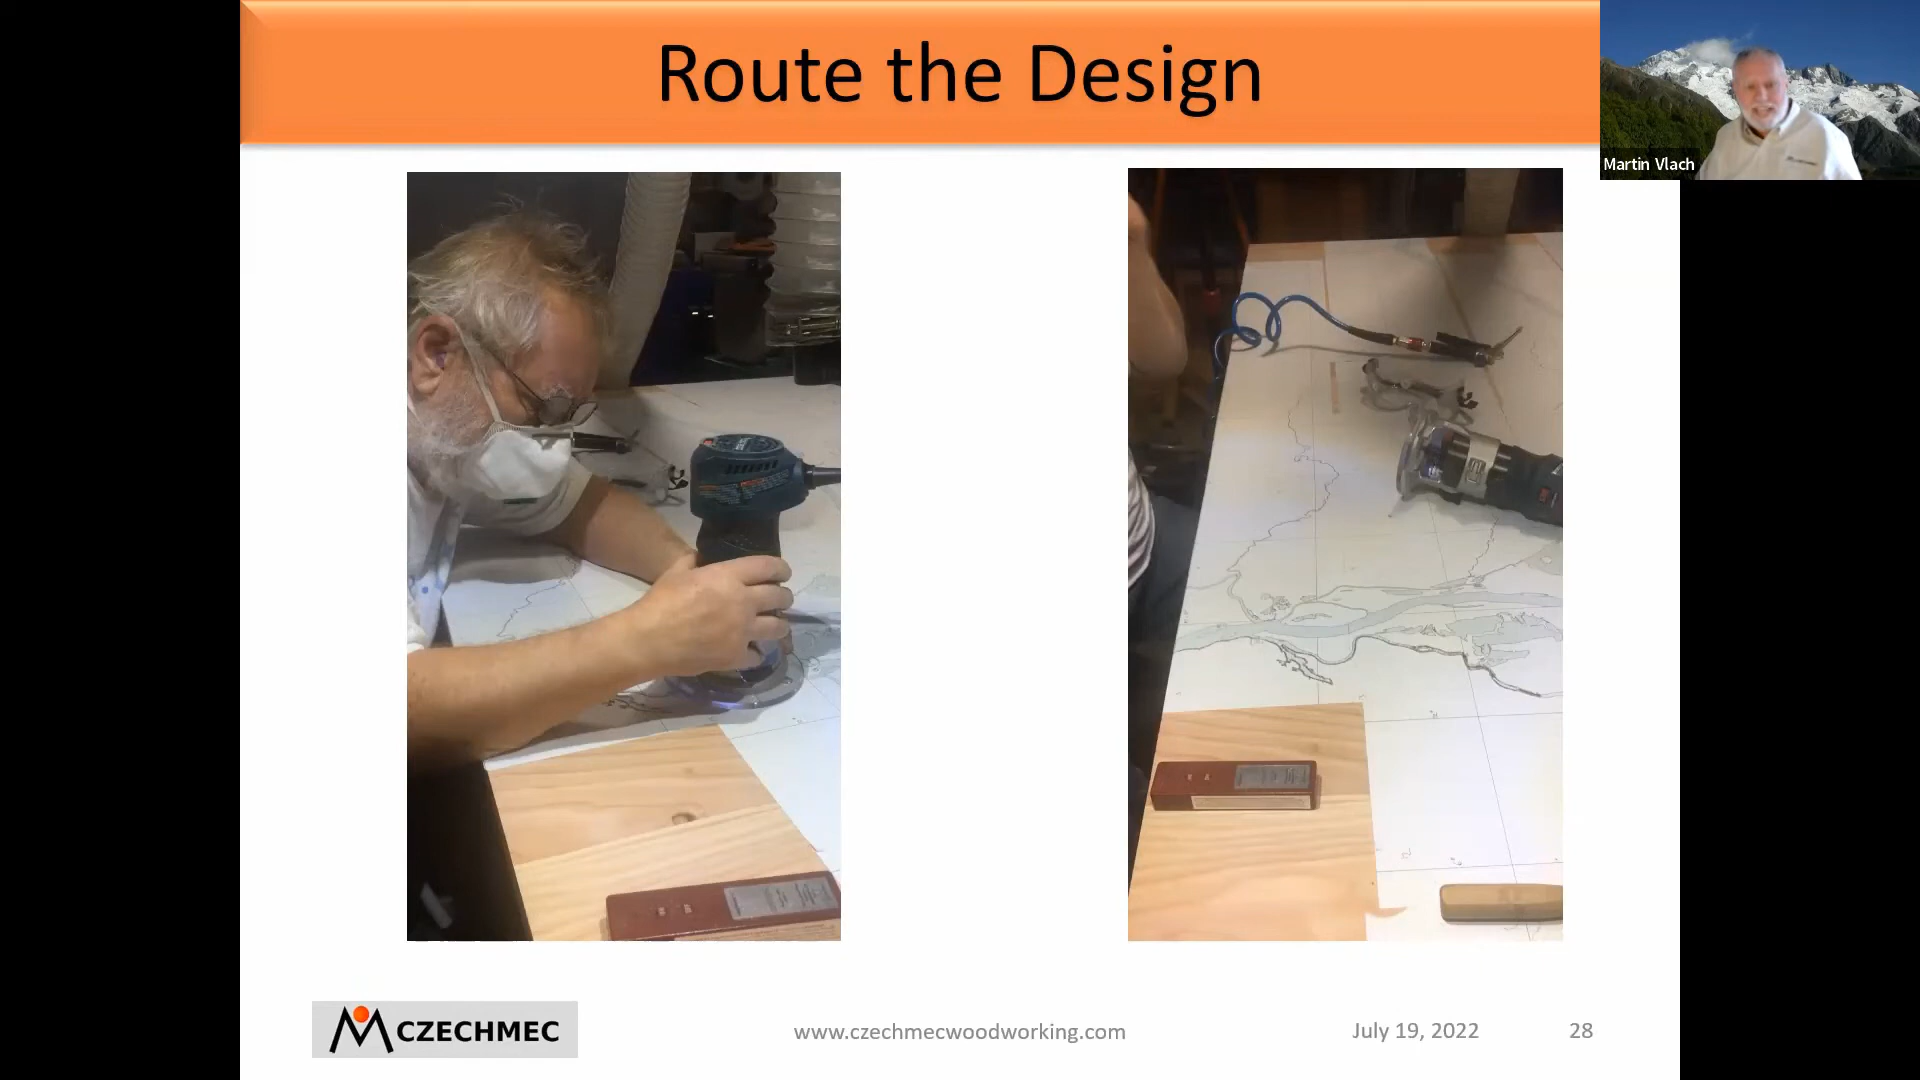 Route the Design
Martin Vlach
CZECHMEC
www.czechmecwoodworking.com
July 19, 2022
28